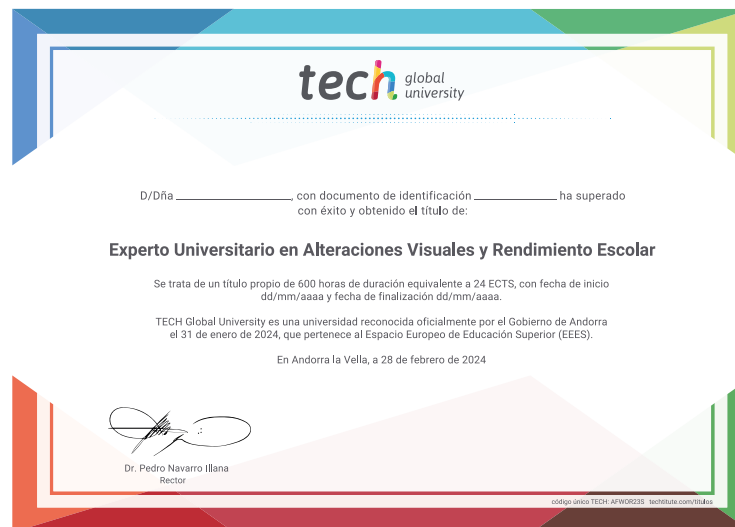 tech global university
D/Dña ______________________, con documento de identificación ________________ ha superado
con éxito y obtenido el título de:
Experto Universitario en Alteraciones Visuales y Rendimiento Escolar
Se trata de un título propio de 600 horas de duración equivalente a 24 ECTS, con fecha de inicio
dd/mm/aaaa y fecha de finalización dd/mm/aaaa.
TECH Global University es una universidad reconocida oficialmente por el Gobierno de Andorra
el 31 de enero de 2024, que pertenece al Espacio Europeo de Educación Superior (EEES).
En Andorra la Vella, a 28 de febrero de 2024
Dr. Pedro Navarro Illana
Rector
código único TECH: AFWOR23S techtitute.com/titulos